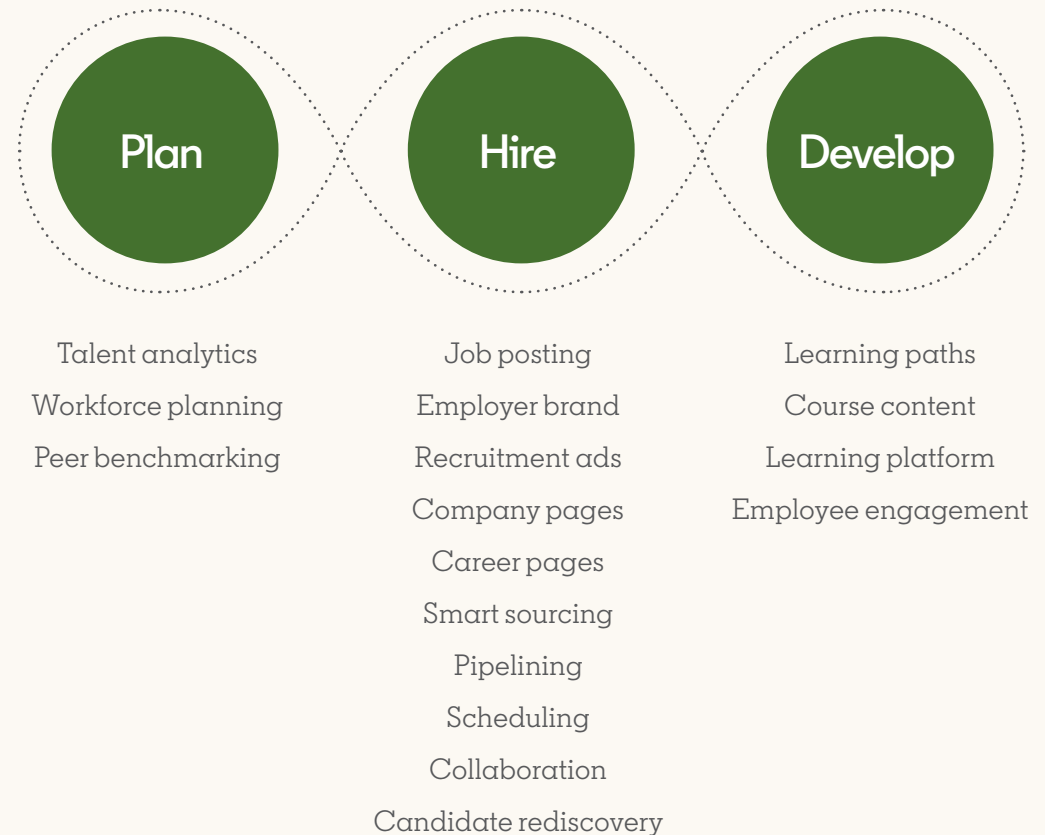 Plan
Hire
Develop
Talent analytics
Workforce planning
Peer benchmarking
Job posting
Employer brand
Recruitment ads
Company pages
Career pages
Smart sourcing
Pipelining
Scheduling
Collaboration
Candidate rediscovery
Learning paths
Course content
Learning platform
Employee engagement